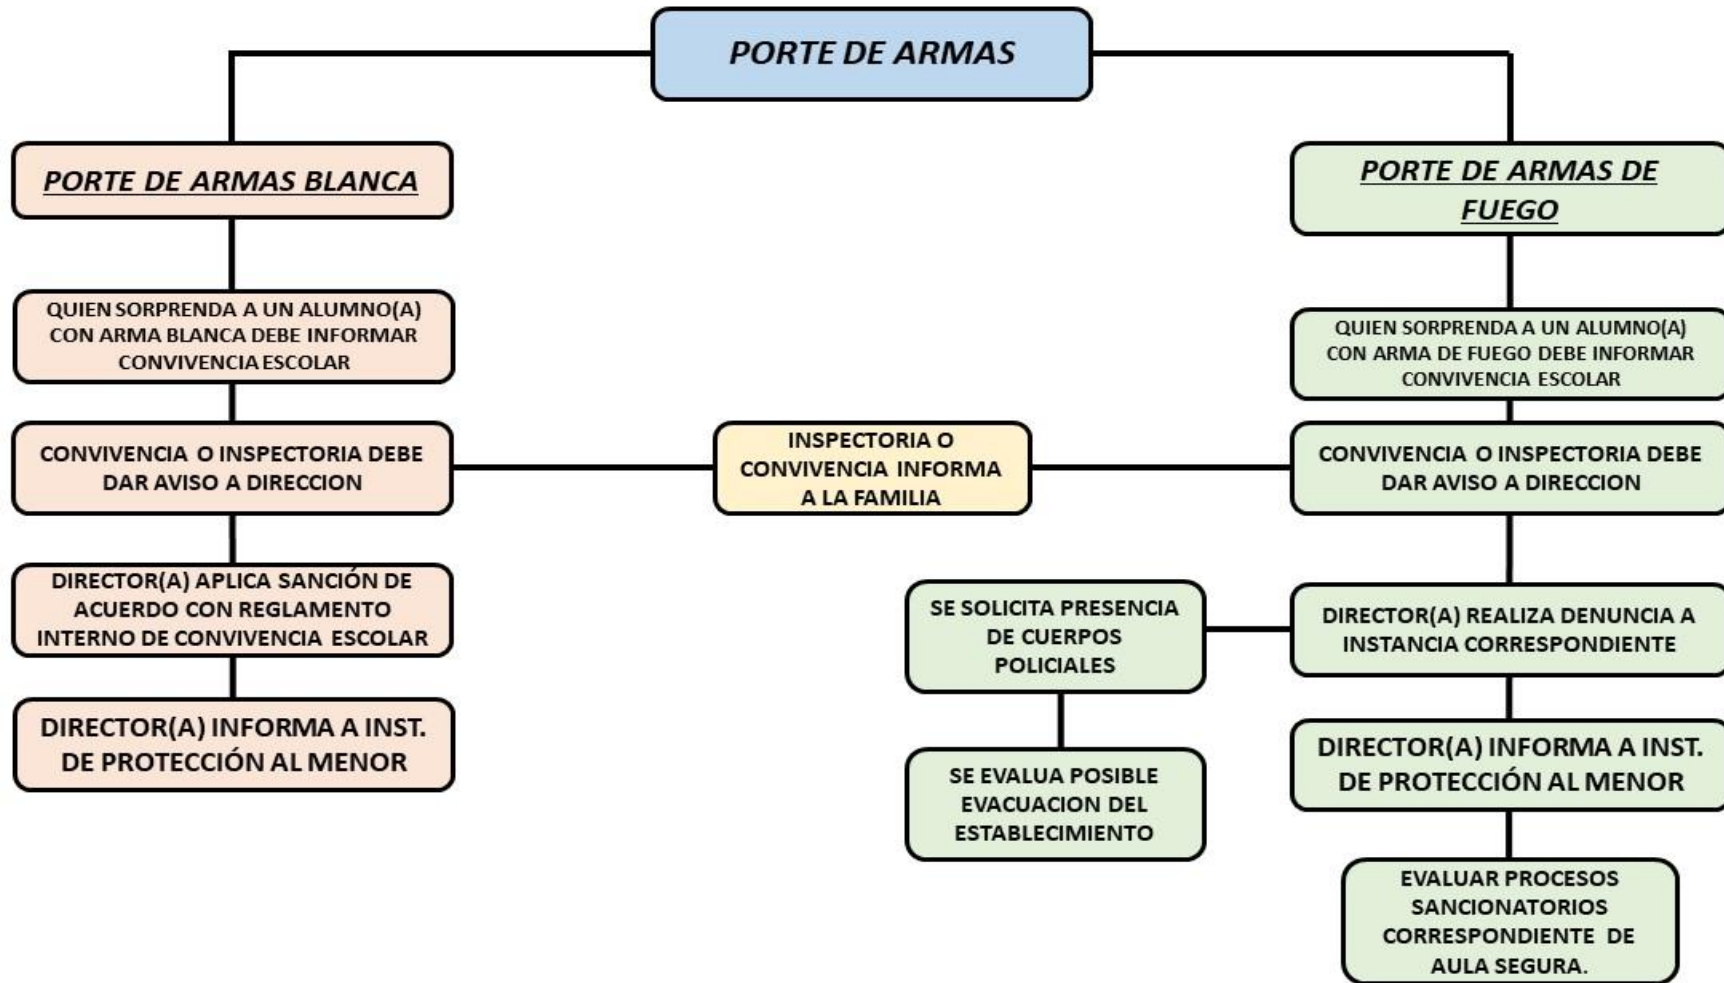 PORTE DE ARMAS
PORTE DE ARMAS BLANCA
QUIEN SORPRENDA A UN ALUMNO(A)
CON ARMA BLANCA DEBE INFORMAR
CONVIVENCIA ESCOLAR
CONVIVENCIA O INSPECTORIA DEBE
DAR AVISO A DIRECCION
DIRECTOR(A) APLICA SANCIÓN DE
ACUERDO CON REGLAMENTO
INTERNO DE CONVIVENCIA ESCOLAR
DIRECTOR(A) INFORMA A INST.
DE PROTECCIÓN AL MENOR
INSPECTORIA O
CONVIVENCIA INFORMA
A LA FAMILIA
PORTE DE ARMAS DE
FUEGO
QUIEN SORPRENDA A UN ALUMNO(A)
CON ARMA DE FUEGO DEBE INFORMAR
CONVIVENCIA ESCOLAR
CONVIVENCIA O INSPECTORIA DEBE
DAR AVISO A DIRECCION
DIRECTOR(A) REALIZA DENUNCIA A
INSTANCIA CORRESPONDIENTE
SE SOLICITA PRESENCIA
DE CUERPOS
POLICIALES
SE EVALUA POSIBLE
EVACUACION DEL
ESTABLECIMIENTO
DIRECTOR(A) INFORMA A INST.
DE PROTECCIÓN AL MENOR
EVALUAR PROCESOS
SANCIONATORIOS
CORRESPONDIENTE DE
AULA SEGURA.